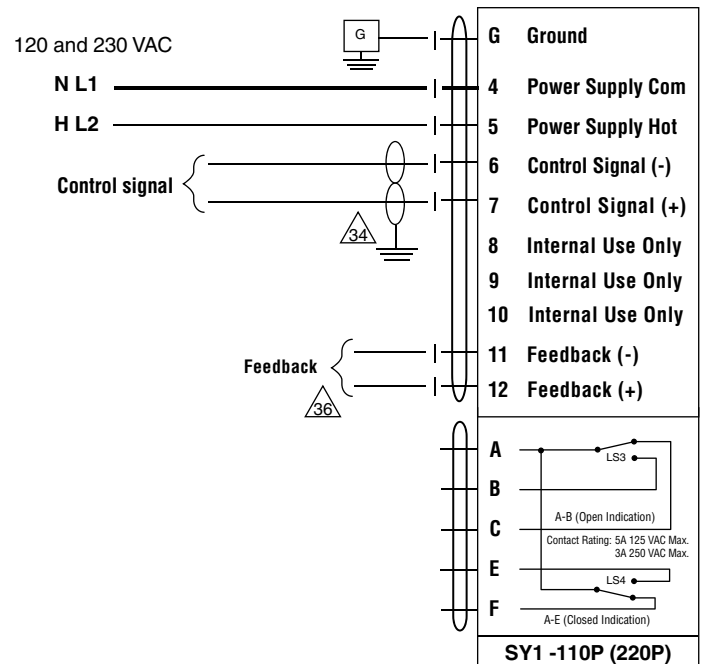 120 and 230 VAC
G
G Ground
N L1
4 Power Supply Com
H L2
5 Power Supply Hot
Control signal
6 Control Signal (-)
7 Control Signal (+)
34
8 Internal Use Only
9 Internal Use Only
10 Internal Use Only
Feedback
11 Feedback (-)
36
12 Feedback (+)
A
LS3
B
C
A-B (Open Indication)
Contact Rating: 5A 125 VAC Max.
3A 250 VAC Max.
E
LS4
F
A-E (Closed Indication)
SY1 -110P (220P)